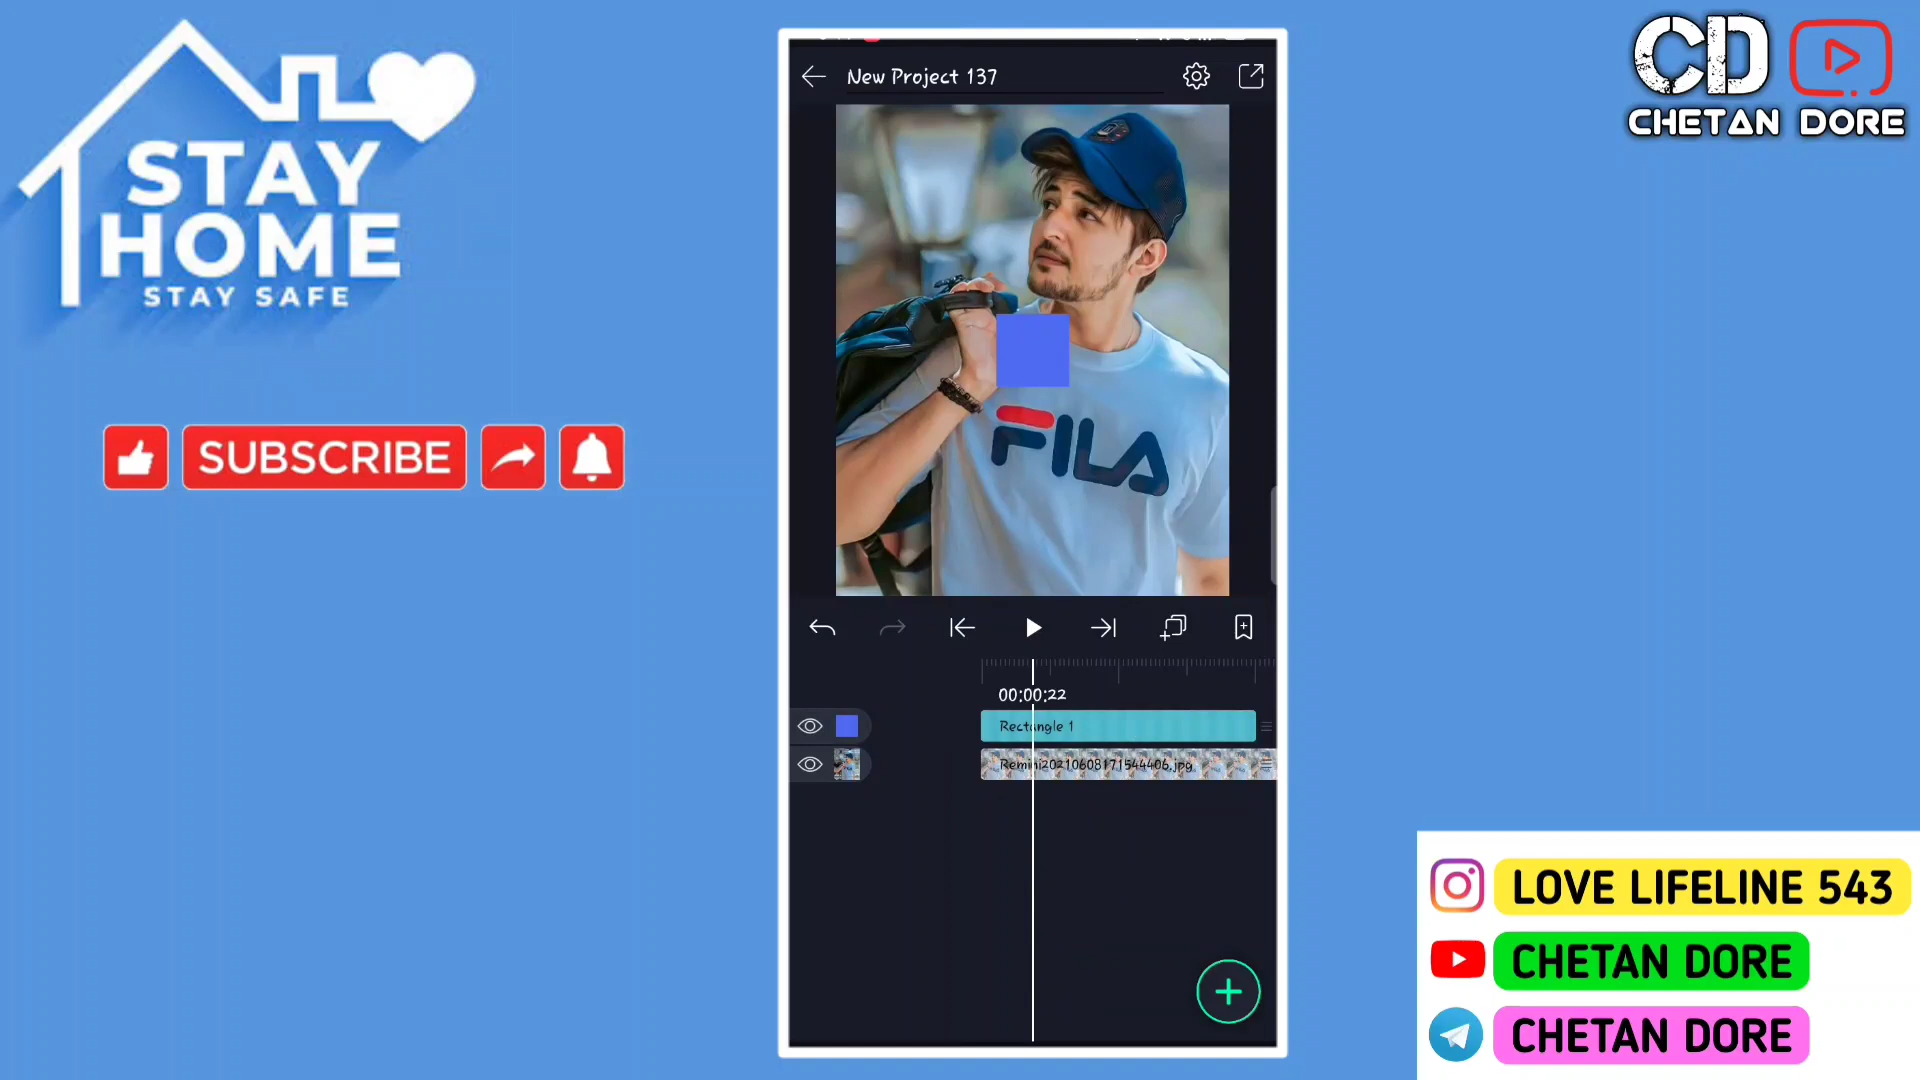 STAY
HOME
STAY SAFE
SUBSCRIBE
New Project 137
FILA
00:00:22
Rectangle 1
Remini20210608171544406.jpg
CD
CHETAN DORE
LOVE LIFELINE 543
CHETAN DORE
CHETAN DORE